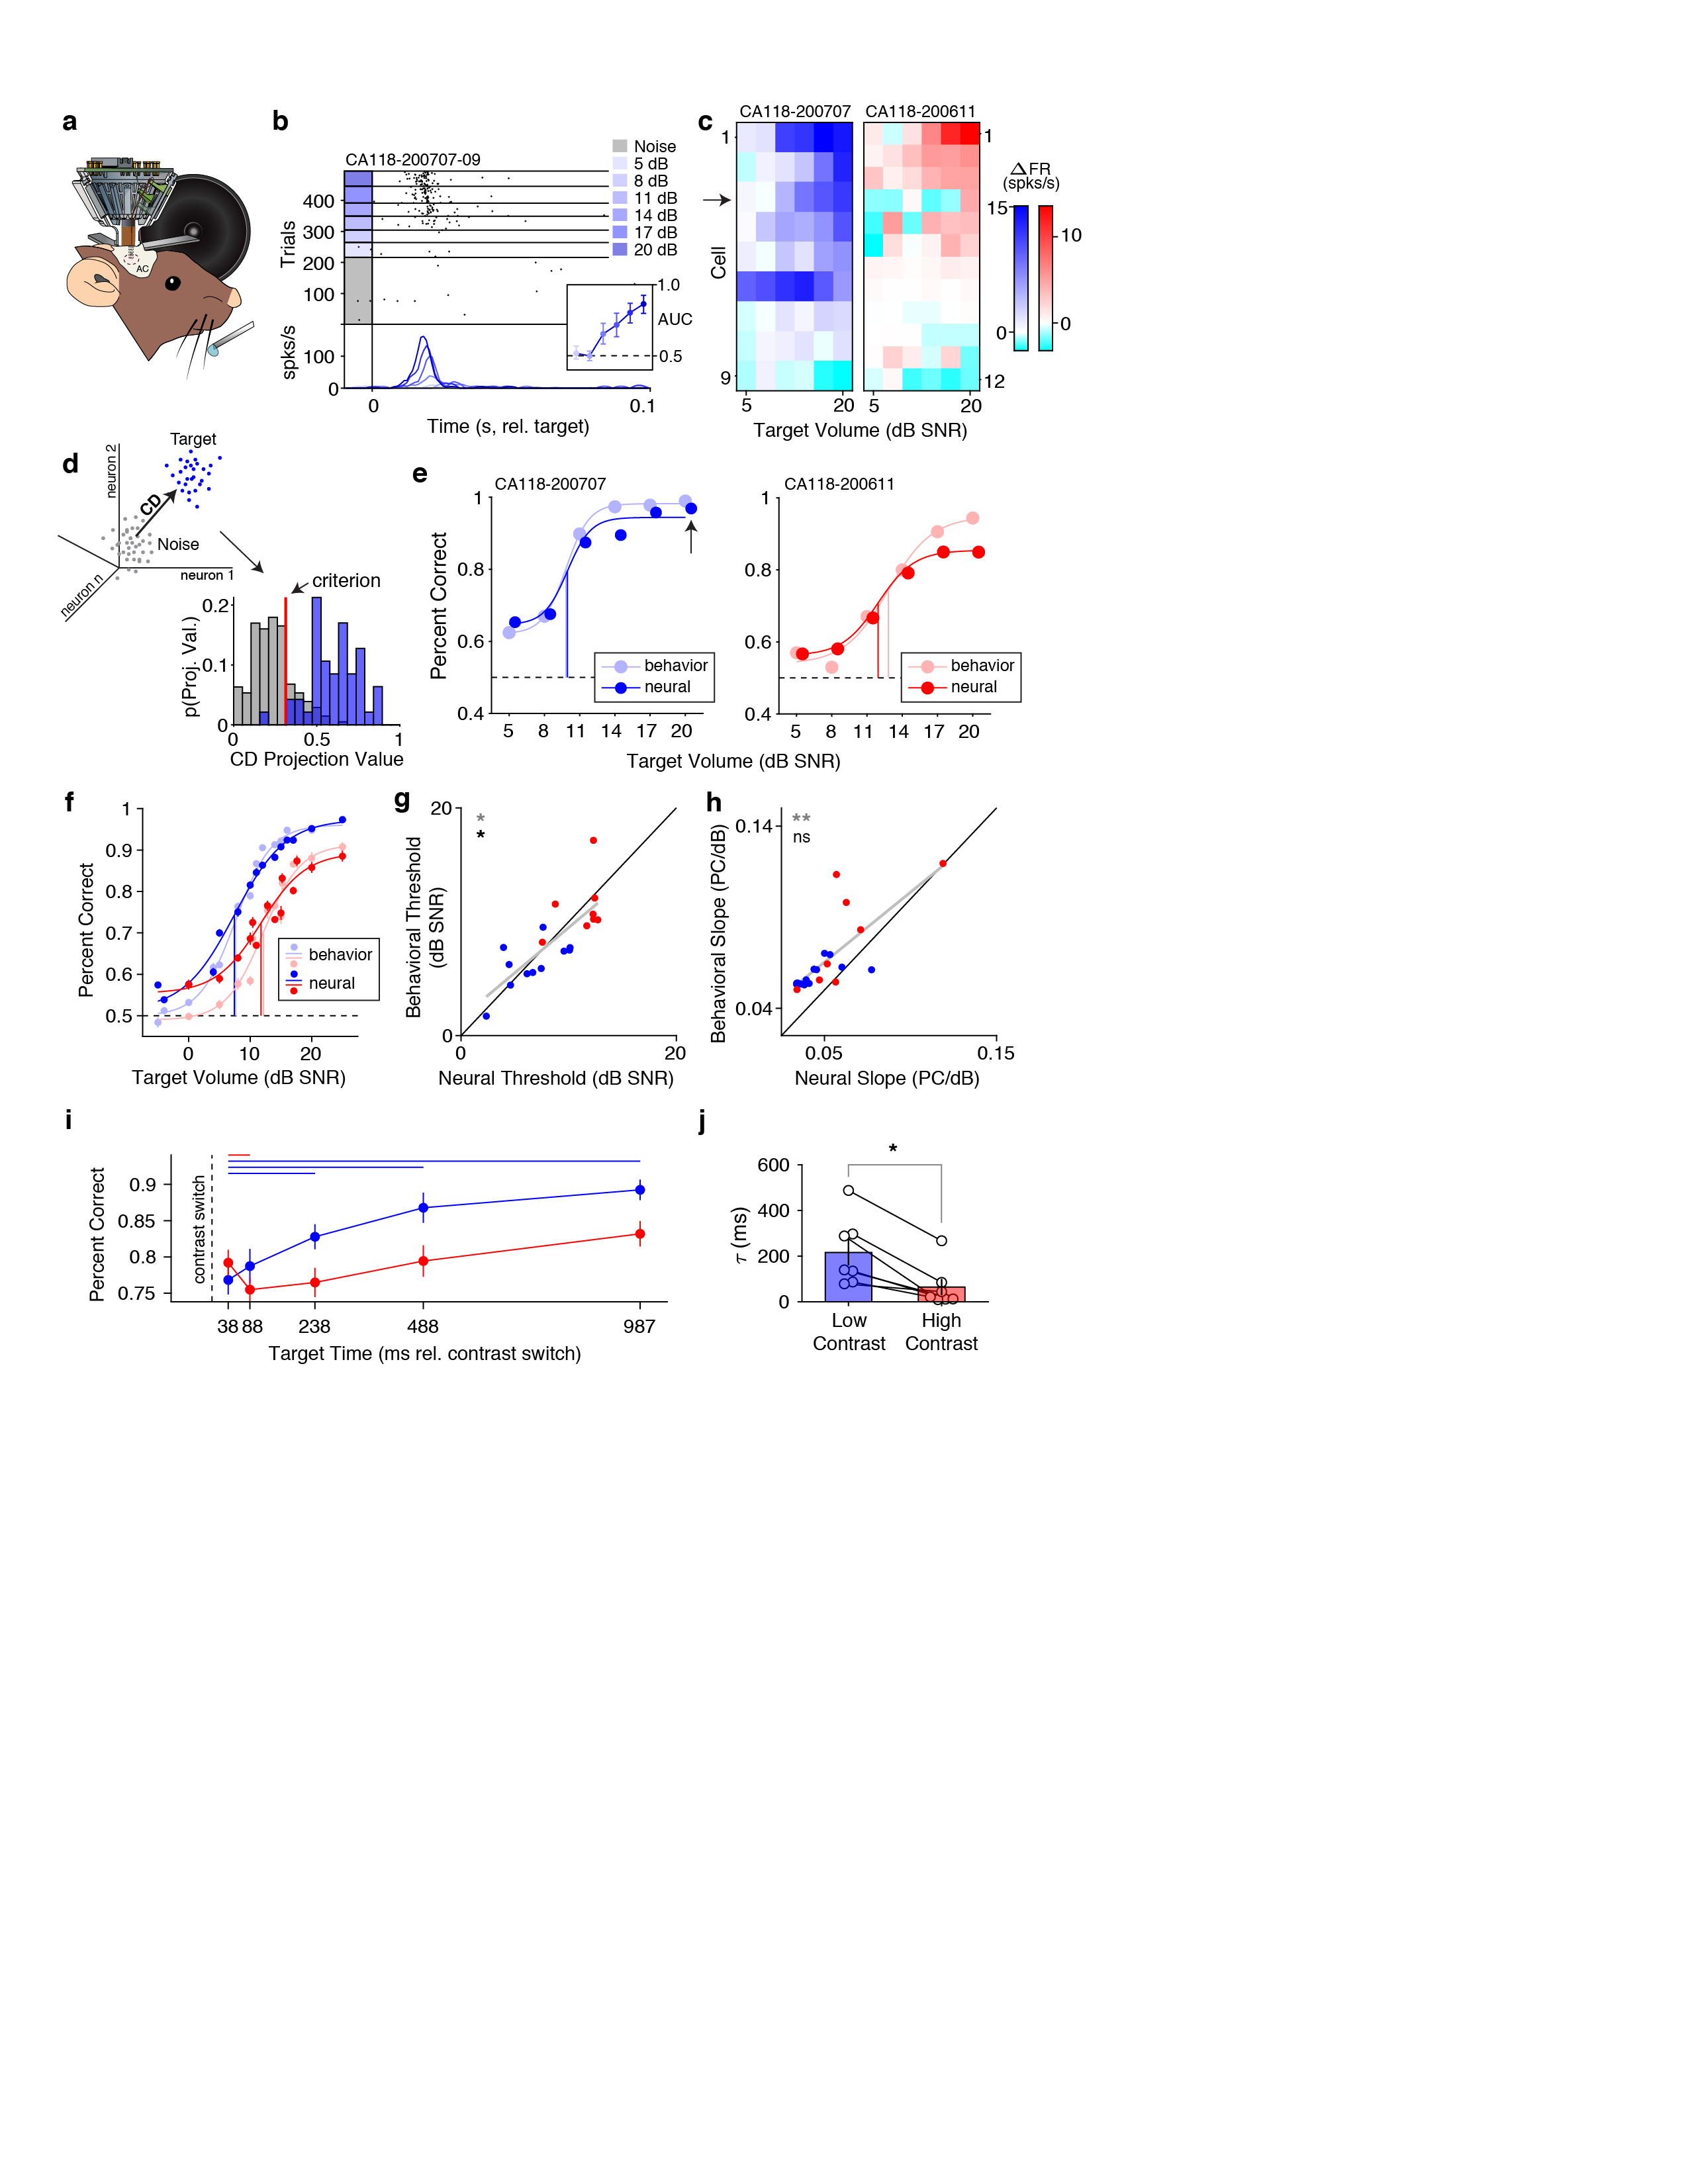 a
AC
b
CA118-200707-09
Noise
5 dB
8 dB
11 dB
14 dB
17 dB
20 dB
Trials
400
300
200
100
spks/s
100
0
1.0
AUC
0.5
0
0.1
Time (s, rel. target)
c
CA118-200707
CA118-200611
1
9
Cell
1
12
5
20
5
20
Target Volume (dB SNR)
ΔFR
(spks/s)
15
0
10
0
d
Target
neuron 2
CD
Noise
neuron 1
neuron n
criterion
p(Proj. Val.)
0.2
0.1
0
0
0.5
1
CD Projection Value
e
CA118-200707
Percent Correct
1
0.8
0.6
0.4
behavior
neural
5 8 11 14 17 20
CA118-200611
1
0.8
0.6
0.4
behavior
neural
5 8 11 14 17 20
Target Volume (dB SNR)
f
Percent Correct
1
0.9
0.8
0.7
0.6
0.5
behavior
neural
0 10 20
Target Volume (dB SNR)
g
Behavioral Threshold
(dB SNR)
20
0
*
*
0
20
Neural Threshold (dB SNR)
h
Behavioral Slope (PC/dB)
0.14
0.04
**
ns
0.05
0.15
Neural Slope (PC/dB)
i
Percent Correct
0.9
0.85
0.8
0.75
contrast switch
38 88 238 488 987
Target Time (ms rel. contrast switch)
j
*
τ (ms)
600
400
200
0
Low
Contrast
High
Contrast